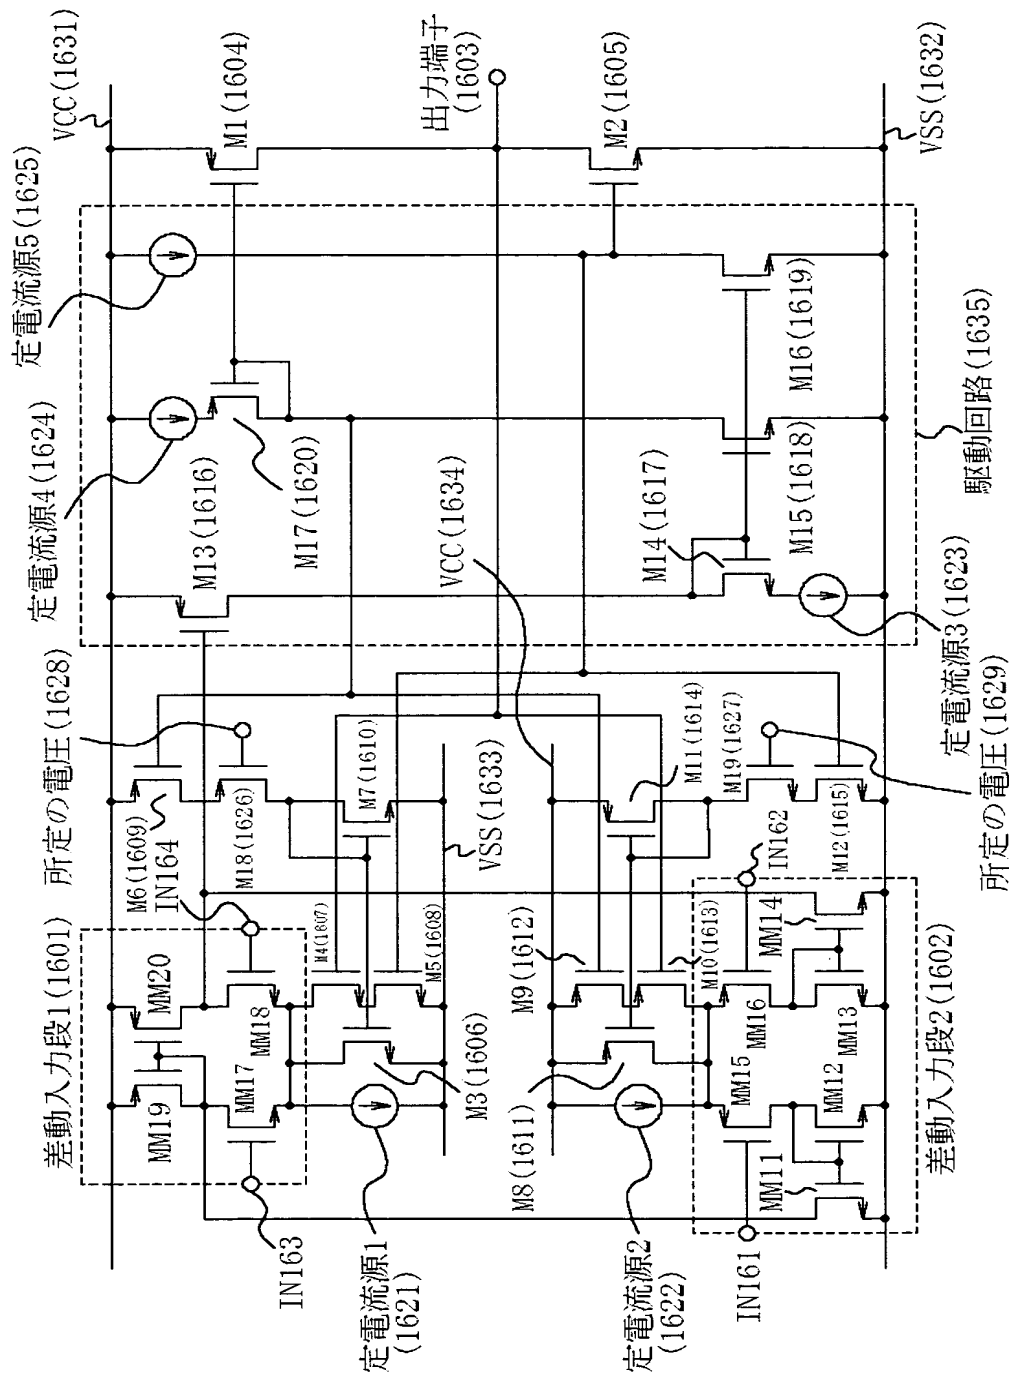 VCC(1631)
M1(1604)
出力端子
(1603)
M2(1605)
VSS(1632)
定電流源5(1625)
定電流源4(1624)
M13(1616)
M17(1620)
VCC(1634)
M14(1617)
M15(1618)
M16(1619)
駆動回路(1635)
定電流源3(1623)
所定の電圧(1628)
所定の電圧(1629)
M6(1609)
IN164
M18(1626)
M7(1610)
VSS(1633)
M11(1614)
M19(1627)
IN162
M12(1615)
差動入力段1(1601)
MM20
MM19
MM18
MM17
M4(1607)
M5(1608)
M3(1606)
M9(1612)
M10(1613)
M8(1611)
MM14
MM16
MM13
MM15
MM12
MM11
差動入力段2(1602)
IN163
定電流源1
(1621)
定電流源2
(1622)
IN161